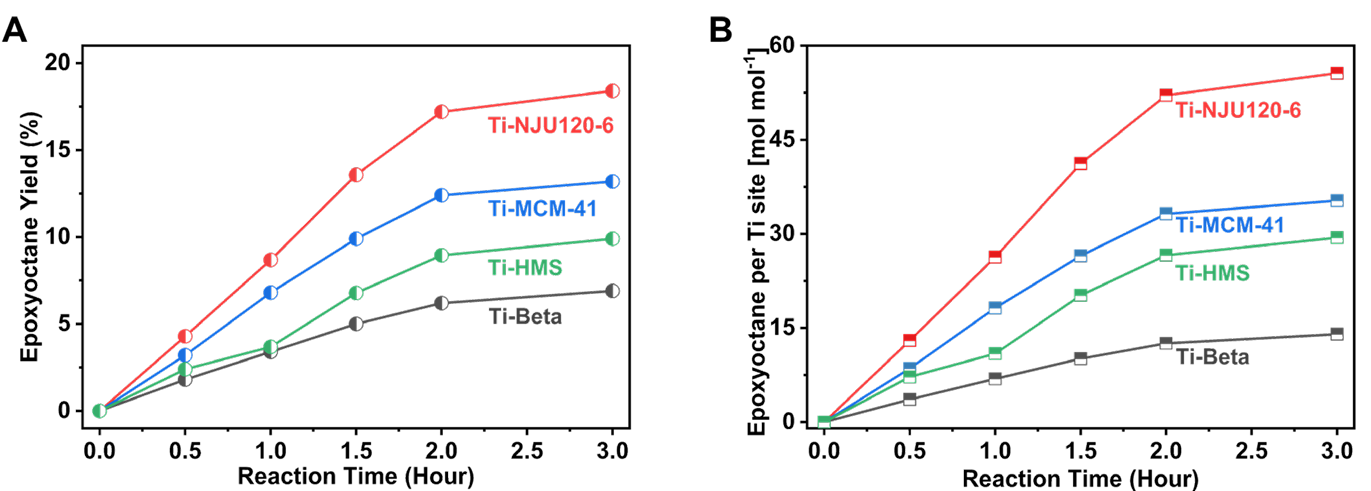 A
Epoxyoctane Yield (%)
20
15
10
5
0
Ti-NJU120-6
Ti-MCM-41
Ti-HMS
Ti-Beta
0.0 0.5 1.0 1.5 2.0 2.5 3.0
Reaction Time (Hour)
B
Epoxyoctane per Ti site [mol mol⁻¹]
60
45
30
15
0
Ti-NJU120-6
Ti-MCM-41
Ti-HMS
Ti-Beta
0.0 0.5 1.0 1.5 2.0 2.5 3.0
Reaction Time (Hour)